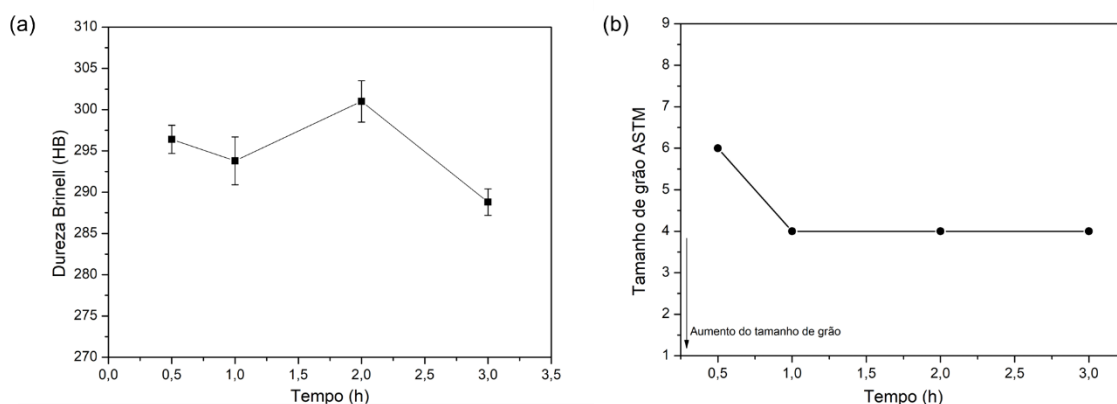 (a)
310
305
300
295
290
285
280
275
270
Dureza Brinell (HB)
0,0 0,5 1,0 1,5 2,0 2,5 3,0 3,5
Tempo (h)
(b)
9
8
7
6
5
4
3
2
1
Tamanho de grão ASTM
Aumento do tamanho de grão
0,5 1,0 1,5 2,0 2,5 3,0
Tempo (h)